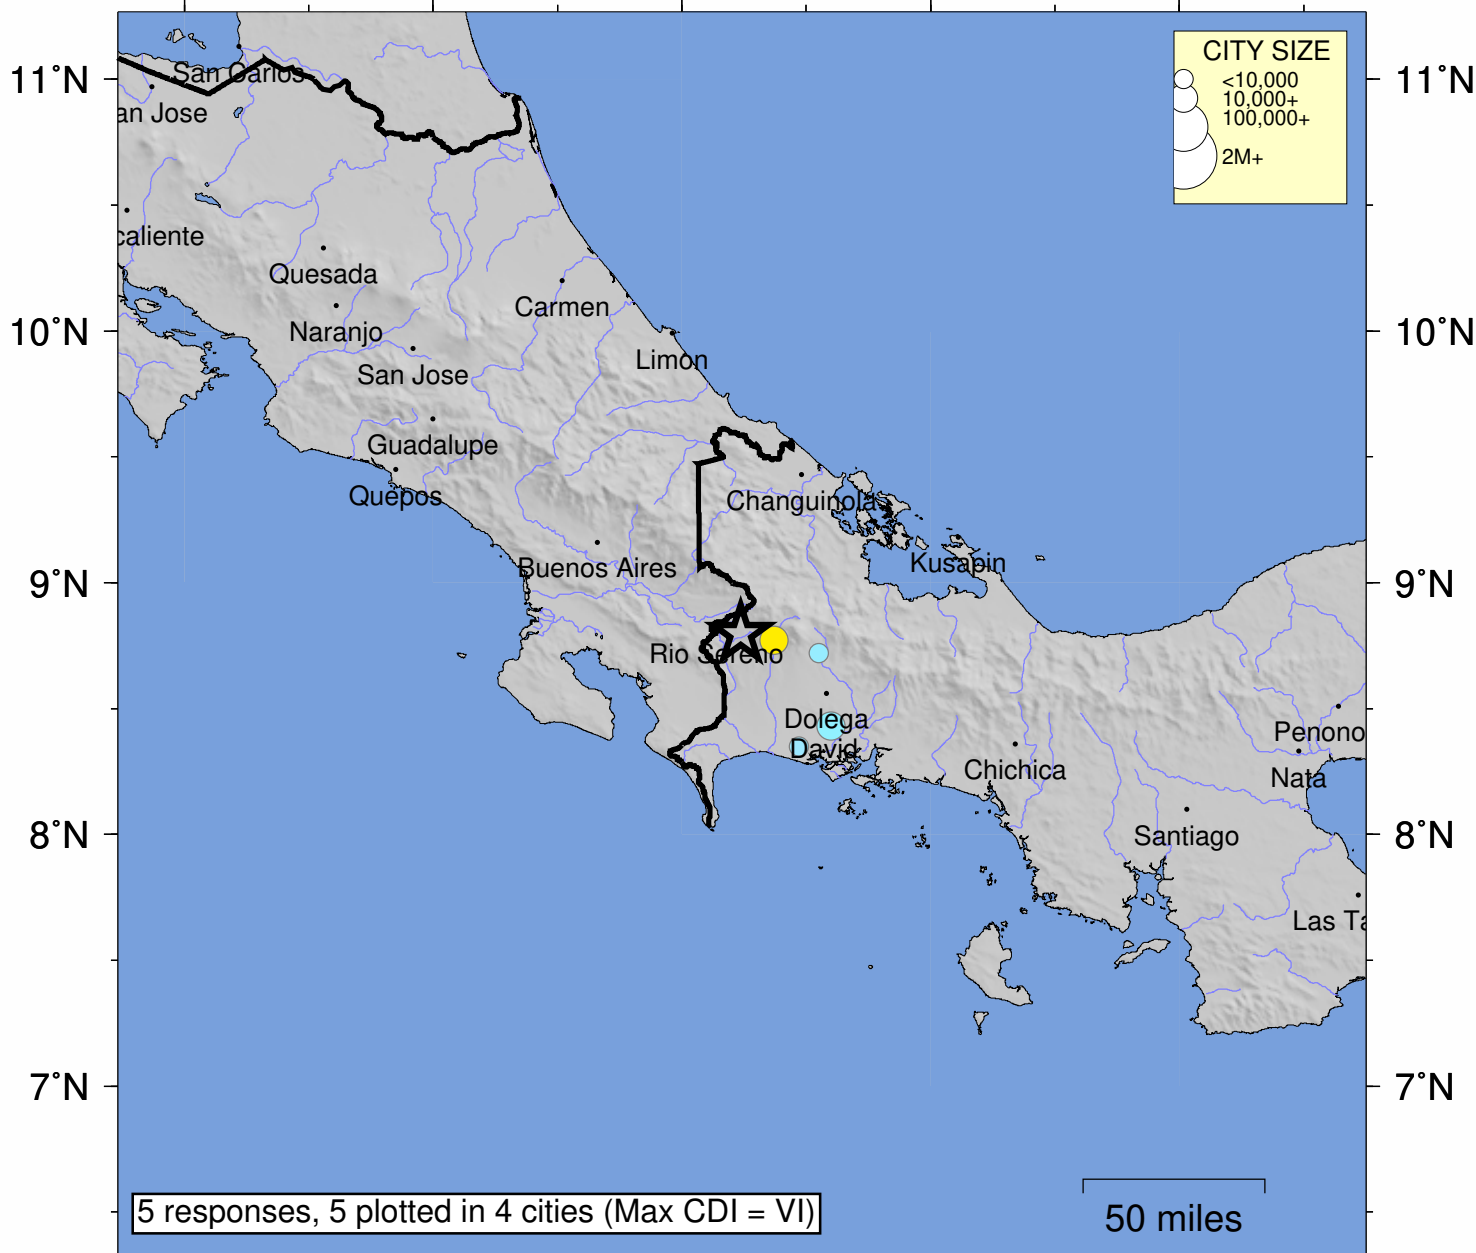 CITY SIZE
<10,000
10,000+
100,000+
2M+
11°N
11°N
San Carlos
an Jose
caliente
Quesada
Carmen
10°N
10°N
Naranjo
Limon
San Jose
Guadalupe
Quepos
Changuinola
Kusapin
Buenos Aires
9°N
9°N
Rio Sereno
Dolega
David
Penono
Chichica
Nata
8°N
8°N
Santiago
Las Ta
7°N
7°N
5 responses, 5 plotted in 4 cities (Max CDI = VI)
50 miles